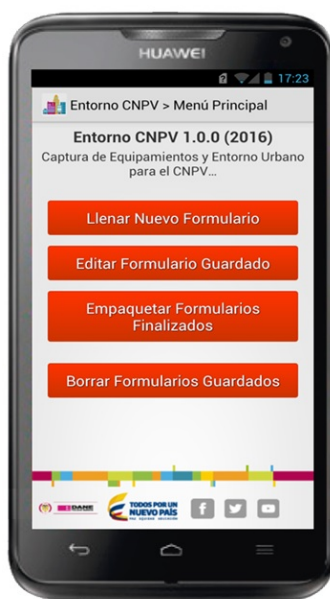 HUAWEI
17:23
Entorno CNPV > Menú Principal
Entorno CNPV 1.0.0 (2016)
Captura de Equipamientos y Entorno Urbano
para el CNPV...
Llenar Nuevo Formulario
Editar Formulario Guardado
Empaquetar Formularios
Finalizados
Borrar Formularios Guardados
DANE
TODOS POR UN
NUEVO PAÍS